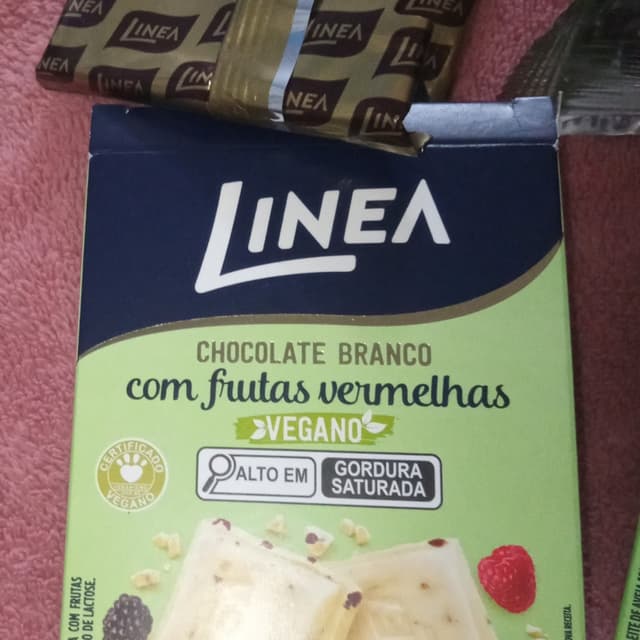 LINEA
LINEA
LINEA
LINEA
LINEA
LINEA
CHOCOLATE BRANCO
com frutas vermelhas
VEGANO
CERTIFICADO
VEGANO
ALTO EM
GORDURA
SATURADA
COM FRUTAS
DE LACTOSE.